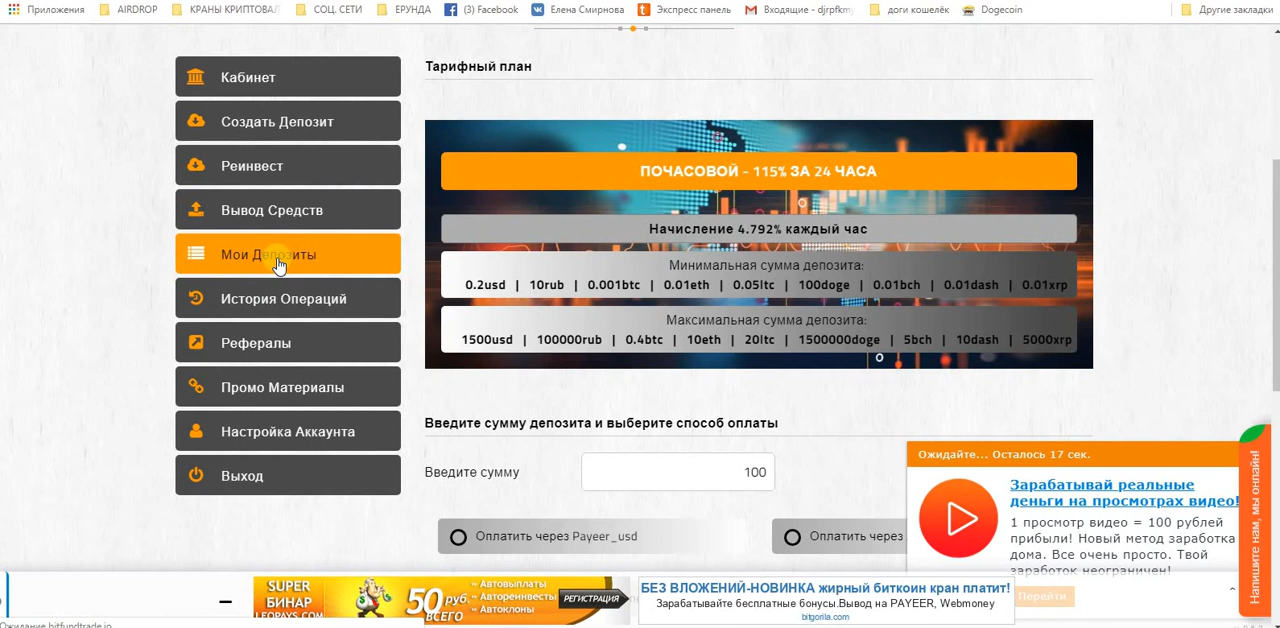 Приложения
AIRDROP
КРАНЫ КРИПТОВАЛ
СОЦ. СЕТИ
ЕРУНДА
(3) Facebook
Елена Смирнова
Экспресс панель
Входящие - djrpfkmy
доги кошелёк
Dogecoin
Другие закладки
Кабинет
Создать Депозит
Реинвест
Вывод Средств
Мои Депозиты
История Операций
Рефералы
Промо Материалы
Настройка Аккаунта
Выход
Тарифный план
ПОЧАСОВОЙ - 115% ЗА 24 ЧАСА
Начисление 4.792% каждый час
Минимальная сумма депозита:
0.2usd | 10rub | 0.001btc | 0.01eth | 0.05ltc | 100doge | 0.01bch | 0.01dash | 0.01xrp
Максимальная сумма депозита:
1500usd | 100000rub | 0.4btc | 10eth | 20ltc | 1500000doge | 5bch | 10dash | 5000xrp
Введите сумму депозита и выберите способ оплаты
Введите сумму
100
Оплатить через Payeer_usd
Оплатить через
Ожидайте... Осталось 17 сек.
Зарабатывай реальные
деньги на просмотрах видео!
1 просмотр видео = 100 рублей
прибыли! Новый метод заработка
дома. Все очень просто. Твой
заработок неограничен!
Перейти
Напишите нам, мы онлайн!
SUPER
БИНАР
LEOPAYS.COM
50 руб.
ВСЕГО
Автовыплаты
Автореинвесты
Автоклоны
РЕГИСТРАЦИЯ
БЕЗ ВЛОЖЕНИЙ-НОВИНКА жирный биткоин кран платит!
Зарабатывайте бесплатные бонусы.Вывод на PAYEER, Webmoney
bitgorilla.com
Ожидание bitfundtrade.io